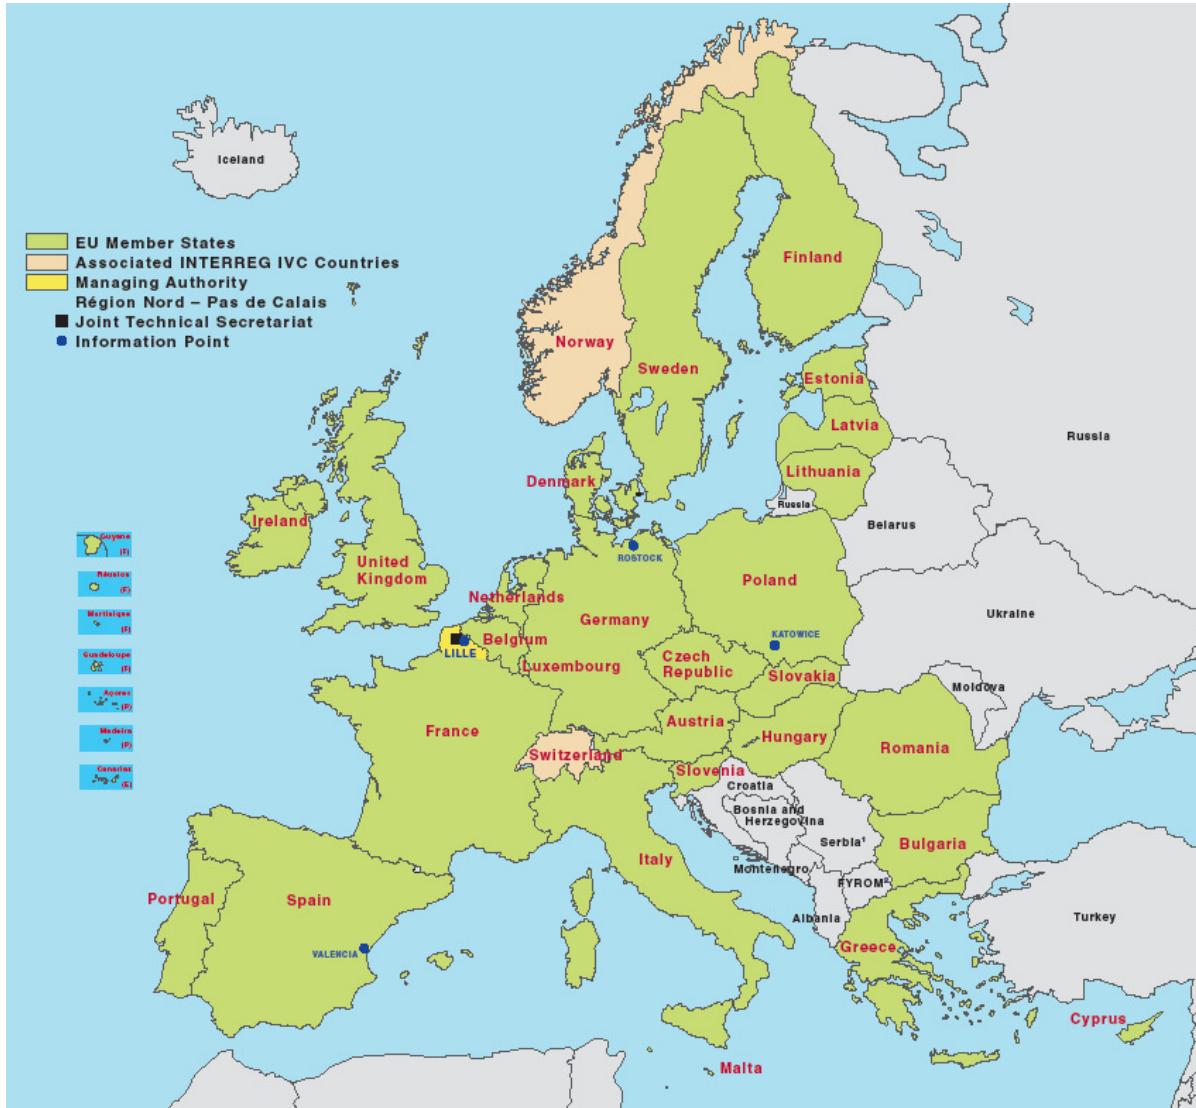 Iceland
EU Member States
Associated INTERREG IVC Countries
Managing Authority
Région Nord – Pas de Calais
Joint Technical Secretariat
Information Point
Finland
Norway
Sweden
Estonia
Latvia
Russia
Lithuania
Denmark
Russia
Belarus
Ireland
Guyane
(F)
ROSTOCK
United
Kingdom
Poland
Réunion
(F)
Netherlands
Germany
Ukraine
Martinique
(F)
Belgium
KATOWICE
LILLE
Guadeloupe
(F)
Luxembourg
Czech
Republic
Slovakia
Moldova
Açores
(P)
Austria
France
Hungary
Romania
Madeira
(P)
Switzerland
Slovenia
Canarias
(E)
Croatia
Bosnia and
Herzegovina
Serbia¹
Bulgaria
Italy
Montenegro
FYROM²
Portugal
Spain
Albania
Turkey
Greece
VALENCIA
Cyprus
Malta